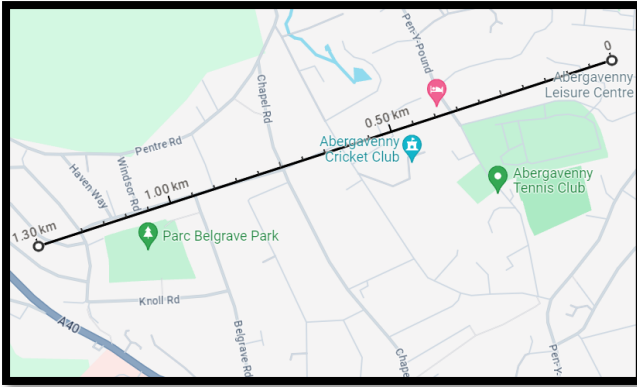 0
Pen-Y-Pound
Abergavenny
Leisure Centre
Chapel Rd
0.50 km
Abergavenny
Cricket Club
Pentre Rd
Haven Way
Windsor Rd
1.00 km
Abergavenny
Tennis Club
1.30 km
Parc Belgrave Park
Knoll Rd
A40
Belgrave Rd
Chape
Pen-Y-